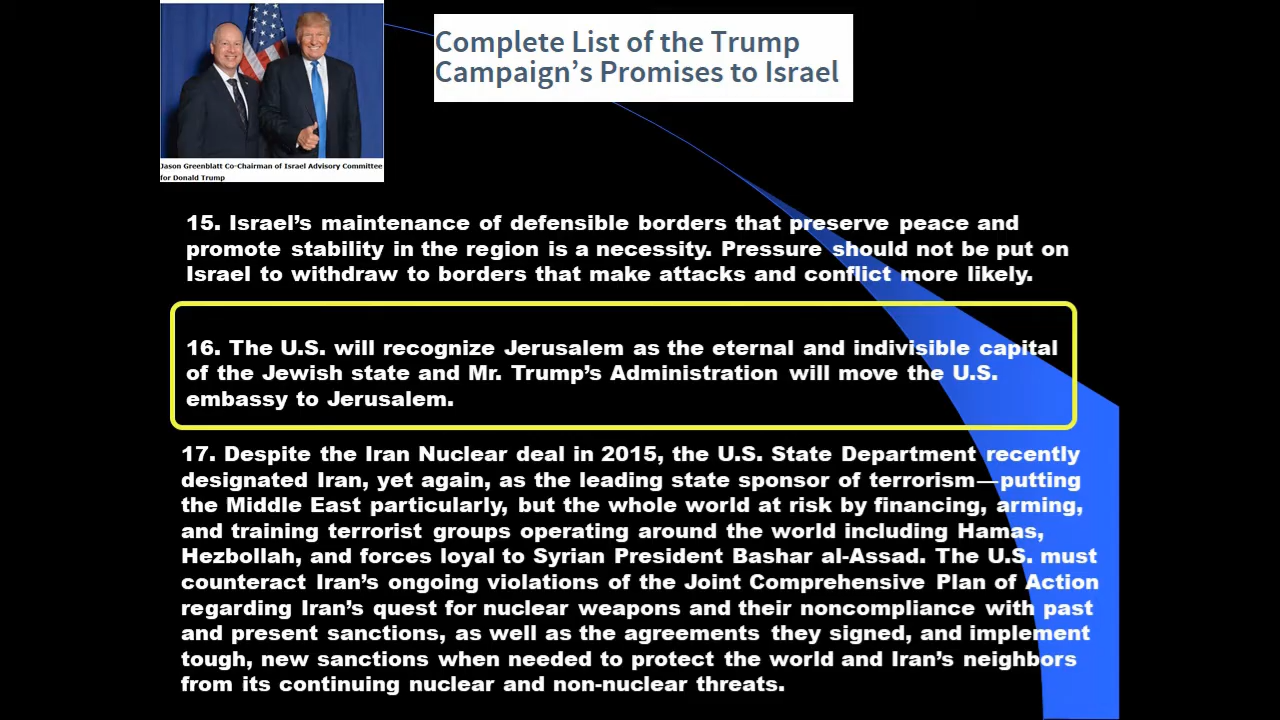 Complete List of the Trump
Campaign's Promises to Israel
Jason Greenblatt Co-Chairman of Israel Advisory Committee
for Donald Trump
15. Israel's maintenance of defensible borders that preserve peace and
promote stability in the region is a necessity. Pressure should not be put on
Israel to withdraw to borders that make attacks and conflict more likely.
16. The U.S. will recognize Jerusalem as the eternal and indivisible capital
of the Jewish state and Mr. Trump's Administration will move the U.S.
embassy to Jerusalem.
17. Despite the Iran Nuclear deal in 2015, the U.S. State Department recently
designated Iran, yet again, as the leading state sponsor of terrorism—putting
the Middle East particularly, but the whole world at risk by financing, arming,
and training terrorist groups operating around the world including Hamas,
Hezbollah, and forces loyal to Syrian President Bashar al-Assad. The U.S. must
counteract Iran's ongoing violations of the Joint Comprehensive Plan of Action
regarding Iran's quest for nuclear weapons and their noncompliance with past
and present sanctions, as well as the agreements they signed, and implement
tough, new sanctions when needed to protect the world and Iran's neighbors
from its continuing nuclear and non-nuclear threats.